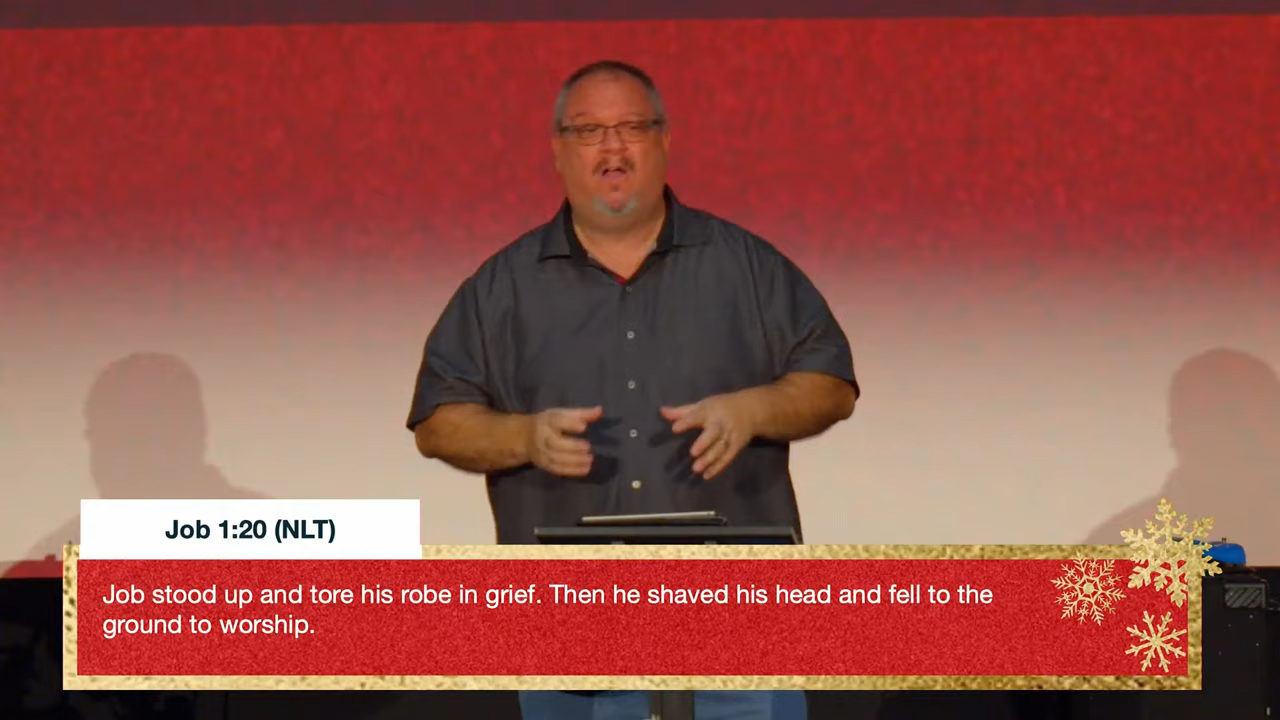 Job 1:20 (NLT)
Job stood up and tore his robe in grief. Then he shaved his head and fell to the
ground to worship.